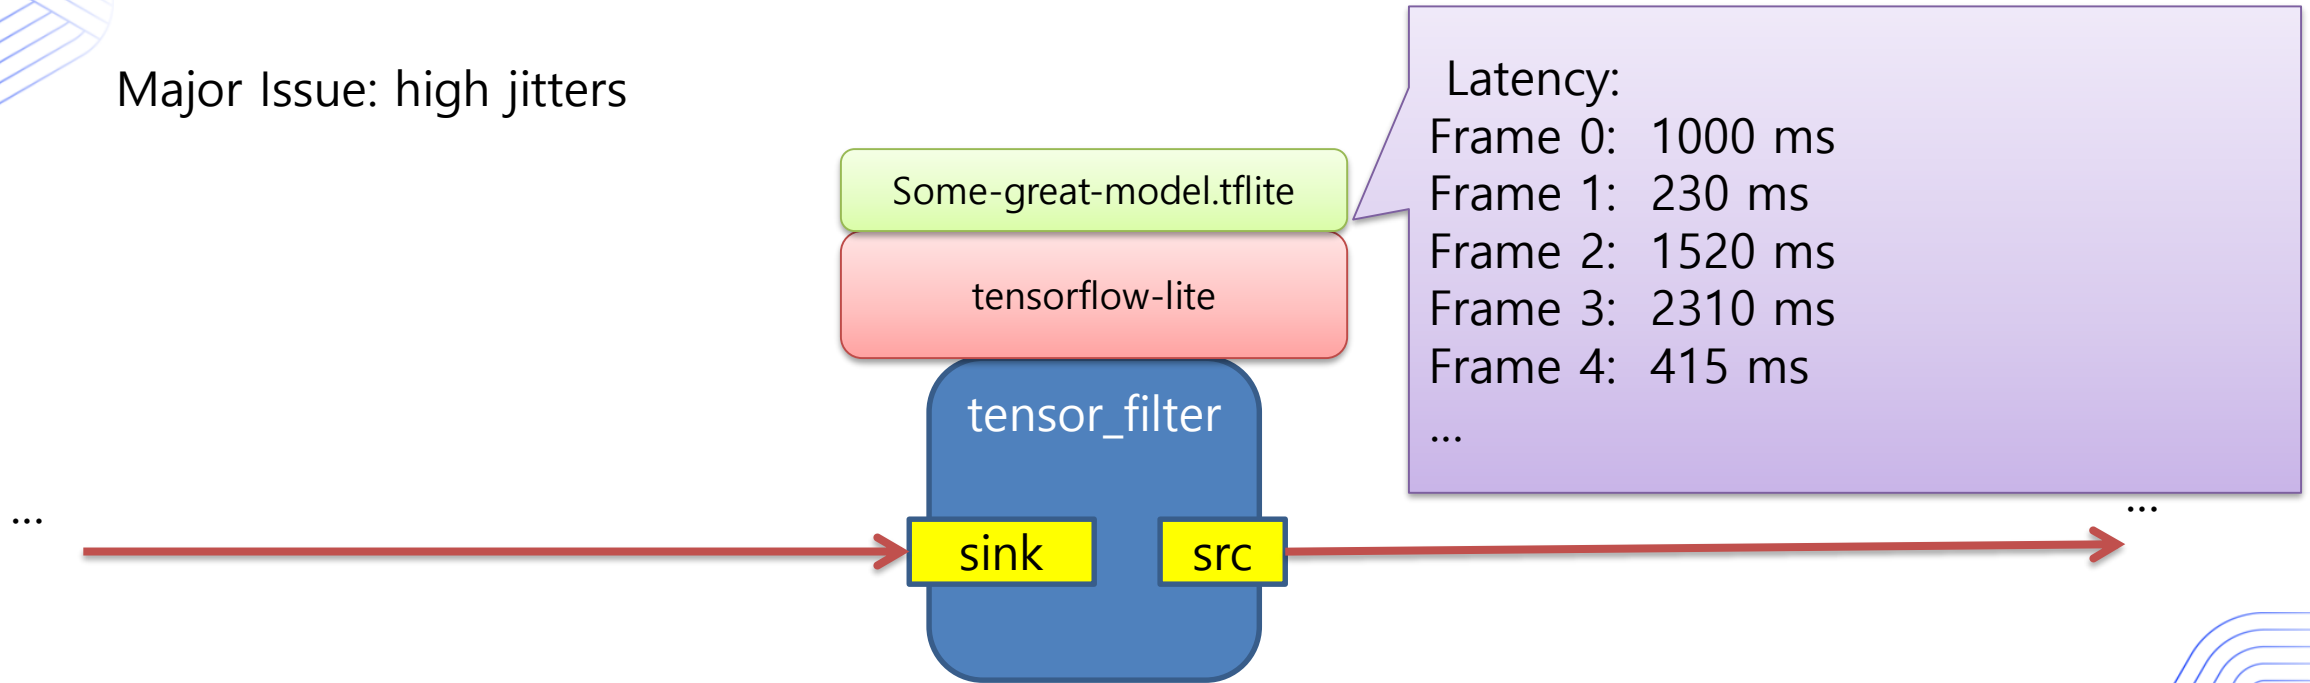 Major Issue: high jitters
Latency:
Frame 0: 1000 ms
Frame 1: 230 ms
Frame 2: 1520 ms
Frame 3: 2310 ms
Frame 4: 415 ms
...
Some-great-model.tflite
tensorflow-lite
tensor_filter
...
sink
src
...